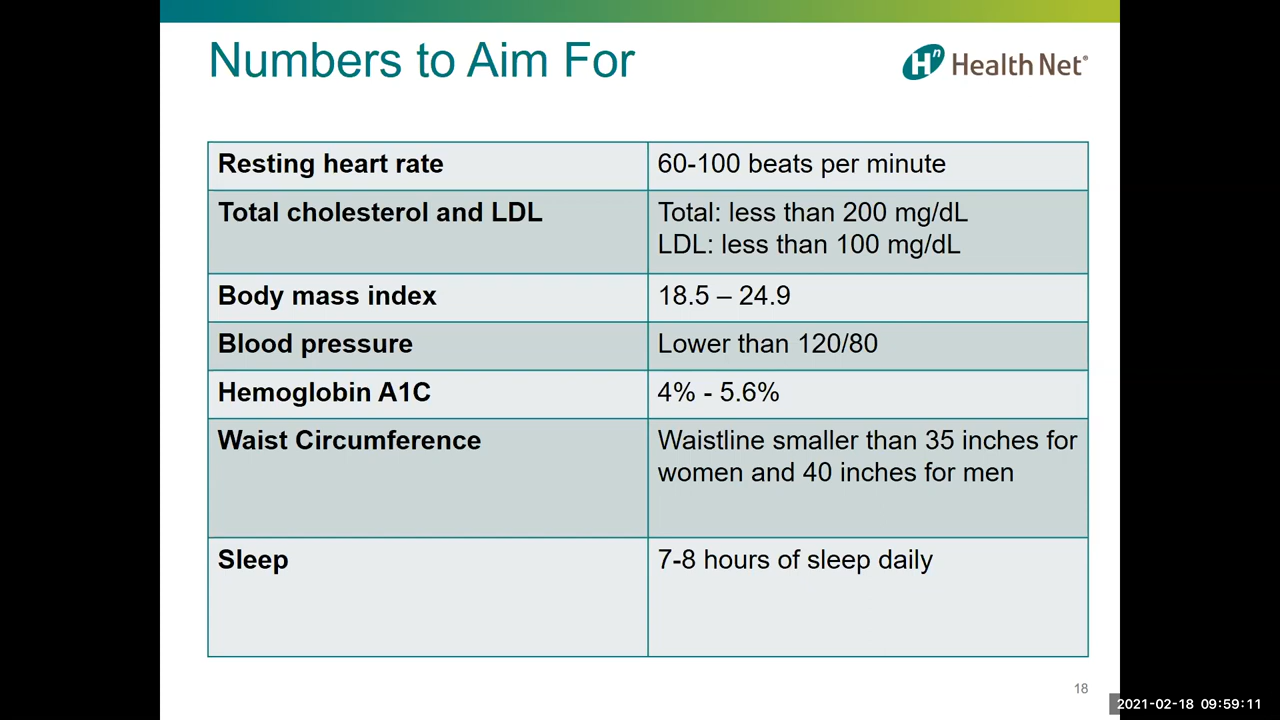 Numbers to Aim For
Hn Health Net®
Resting heart rate
60-100 beats per minute
Total cholesterol and LDL
Total: less than 200 mg/dL
LDL: less than 100 mg/dL
Body mass index
18.5 – 24.9
Blood pressure
Lower than 120/80
Hemoglobin A1C
4% - 5.6%
Waist Circumference
Waistline smaller than 35 inches for
women and 40 inches for men
Sleep
7-8 hours of sleep daily
18
2021-02-18 09:59:11